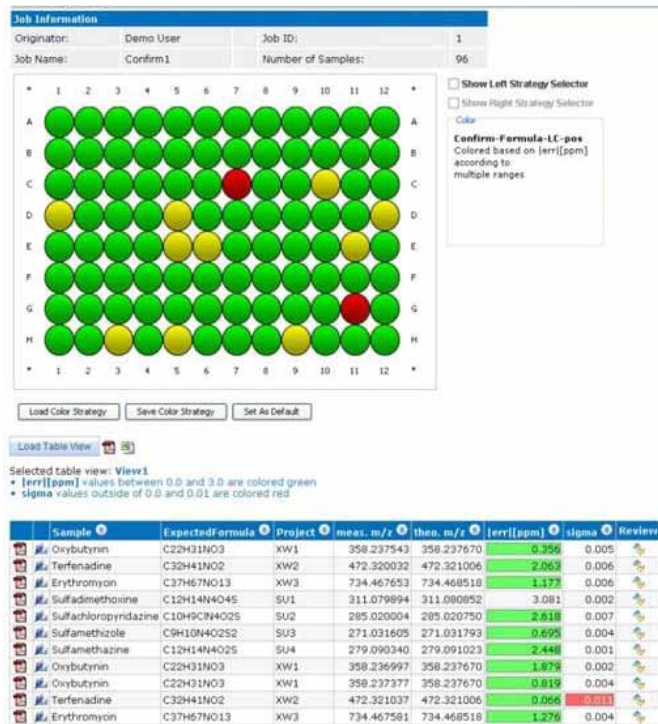 Job Information
Originator: Demo User Job ID: 1
Job Name: Confirm1 Number of Samples: 96
* 1 2 3 4 5 6 7 8 9 10 11 12 *
A A
B B
C C
D D
E E
F F
G G
H H
* 1 2 3 4 5 6 7 8 9 10 11 12 *
Show Left Strategy Selector
Show Right Strategy Selector
Color
Confirm-Formula-LC-pos
Colored based on |err|[ppm]
according to
multiple ranges
Load Color Strategy Save Color Strategy Set As Default
Load Table View
Selected table view: View1
• |err|[ppm] values between 0.0 and 3.0 are colored green
• sigma values outside of 0.0 and 0.01 are colored red
Sample ExpectedFormula Project meas. m/z theo. m/z |err|[ppm] sigma Review
Oxybutynin C22H31NO3 XW1 358.237543 358.237670 0.356 0.005
Terfenadine C32H41NO2 XW2 472.320032 472.321006 2.063 0.006
Erythromycin C37H67NO13 XW3 734.467653 734.468518 1.177 0.006
Sulfadimethoxine C12H14N4O4S SU1 311.079894 311.080852 3.081 0.002
Sulfachloropyridazine C10H9ClN4O2S SU2 285.020004 285.020750 2.618 0.007
Sulfamethizole C9H10N4O2S2 SU3 271.031605 271.031793 0.695 0.004
Sulfamethazine C12H14N4O2S SU4 279.090340 279.091023 2.448 0.001
Oxybutynin C22H31NO3 XW1 358.236997 358.237670 1.879 0.002
Oxybutynin C22H31NO3 XW1 358.237377 358.237670 0.819 0.004
Terfenadine C32H41NO2 XW2 472.321037 472.321006 0.066 0.011
Erythromycin C37H67NO13 XW3 734.467581 734.468518 1.276 0.004